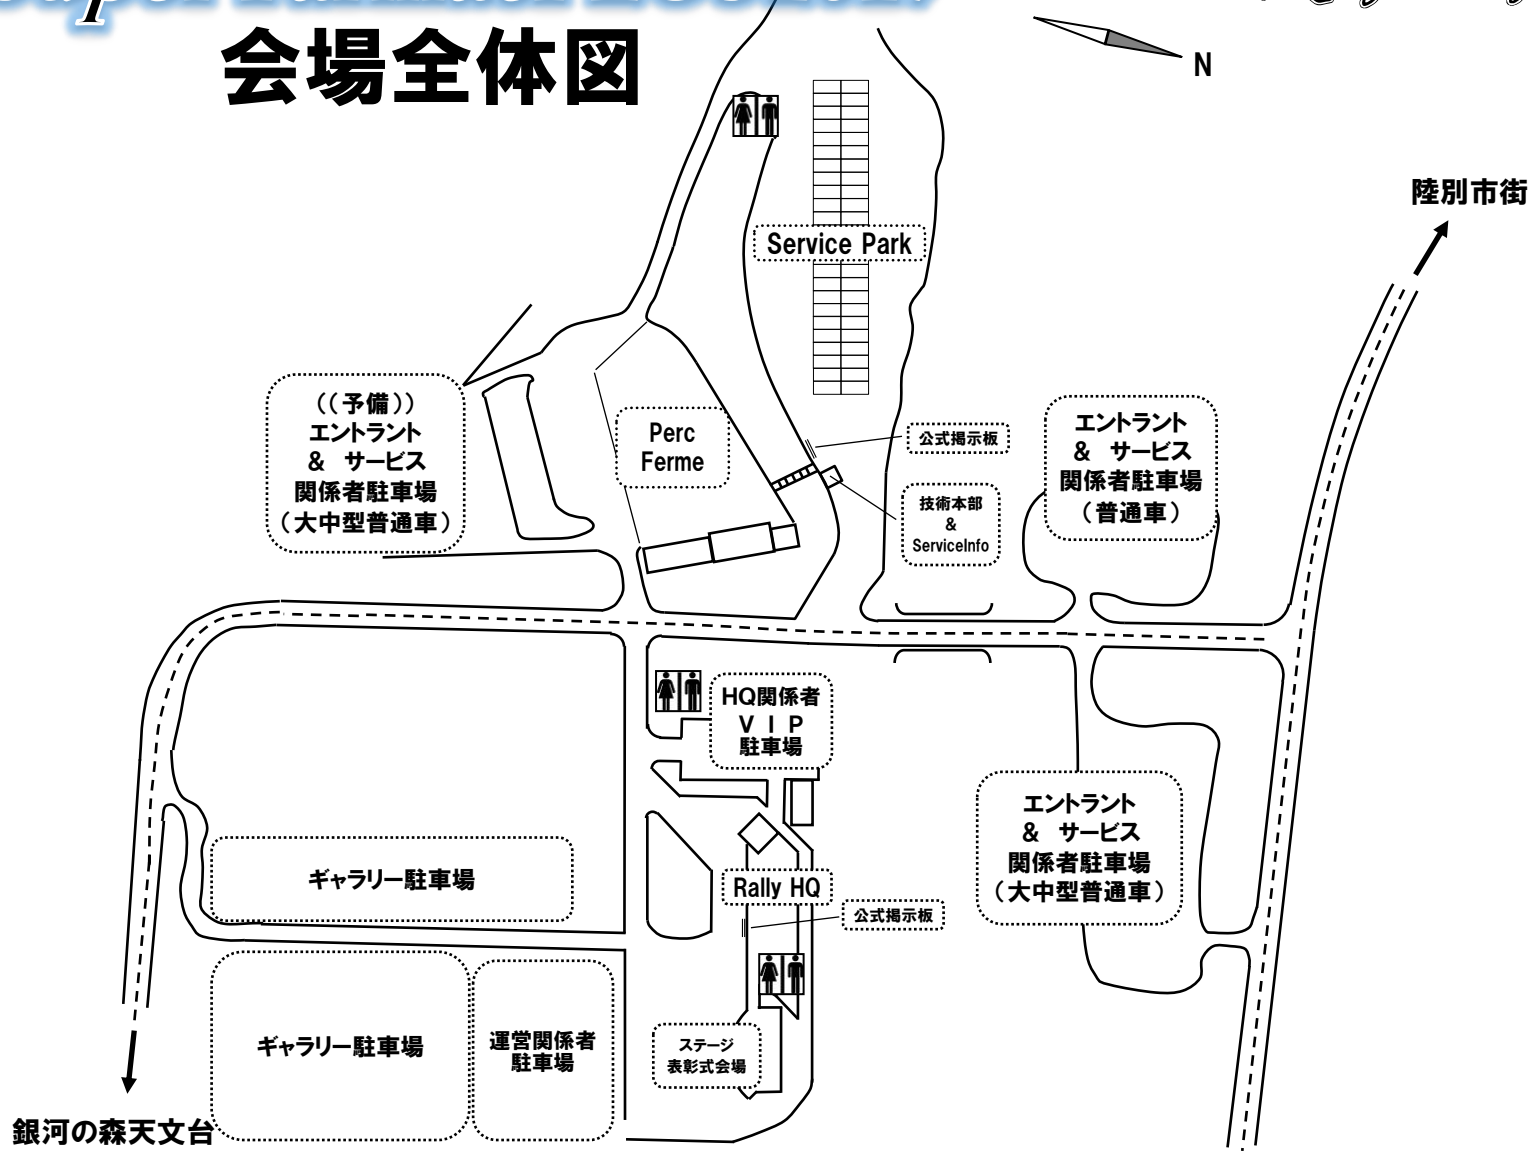 会場全体図
N
陸別市街
Service Park
((予備))
エントラント
& サービス
関係者駐車場
(大中型普通車)
Perc
Ferme
公式掲示板
エントラント
& サービス
関係者駐車場
(普通車)
技術本部
&
ServiceInfo
HQ関係者
VIP
駐車場
エントラント
& サービス
関係者駐車場
(大中型普通車)
ギャラリー駐車場
Rally HQ
公式掲示板
ギャラリー駐車場
運営関係者
駐車場
ステージ
表彰式会場
銀河の森天文台